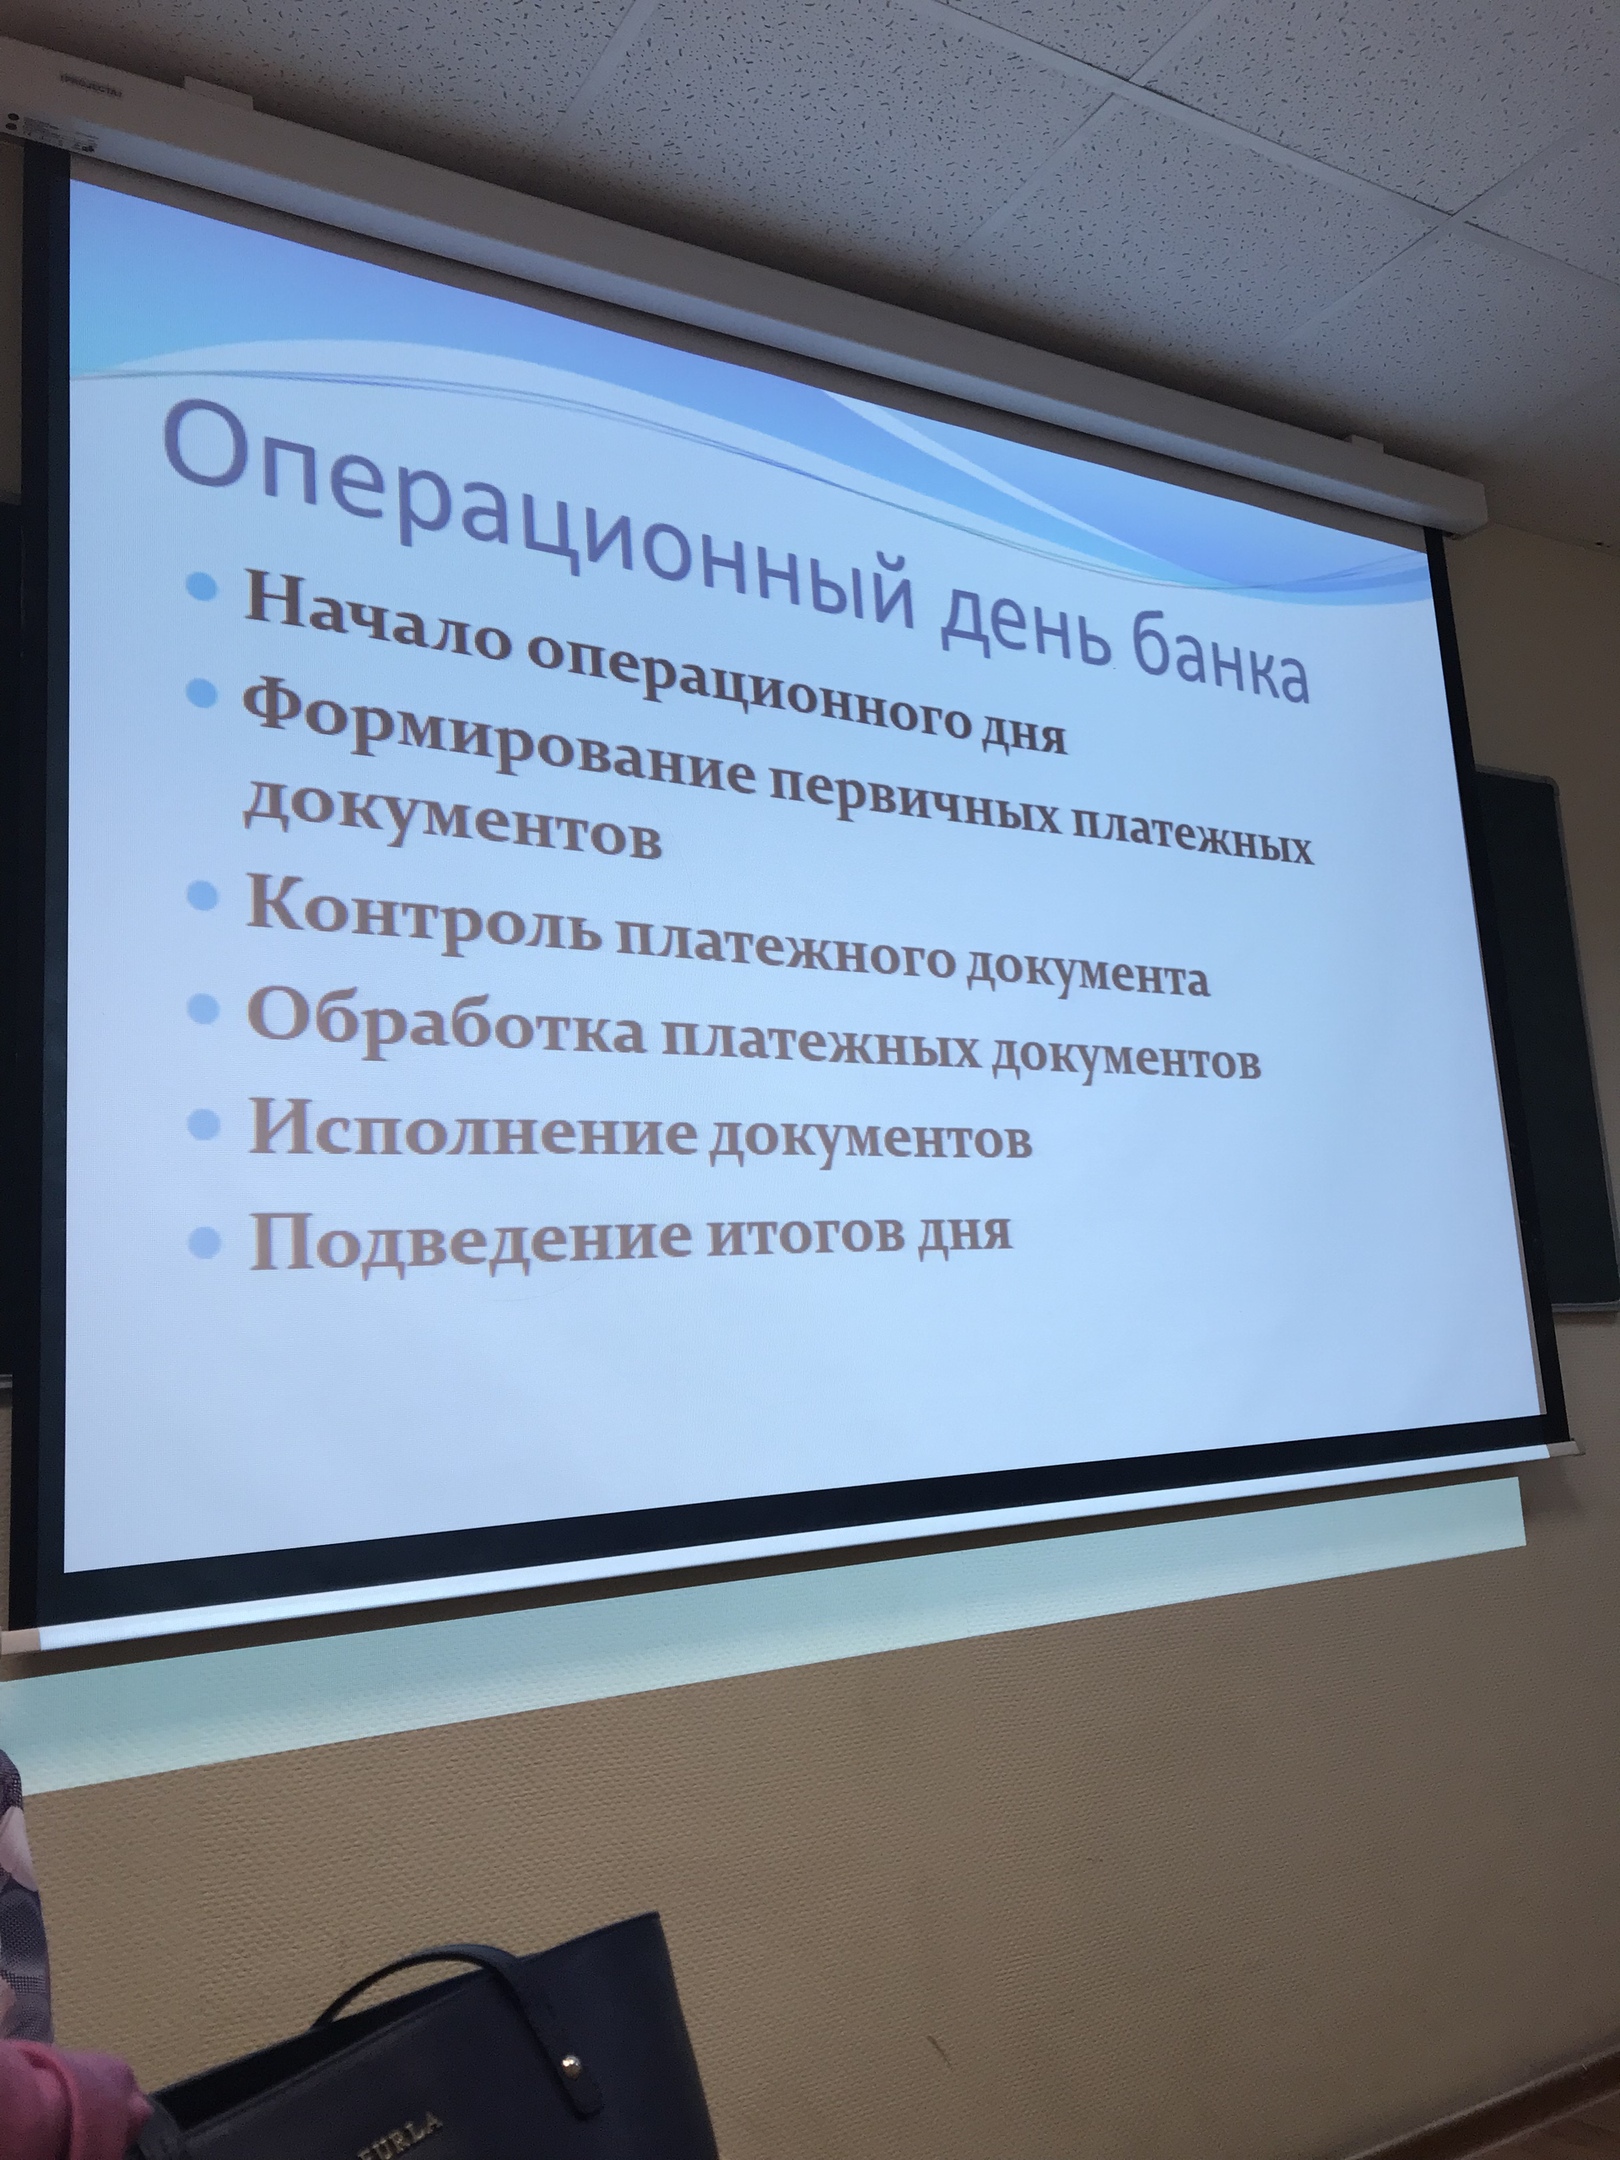 Операционный день банка
Начало операционного дня
Формирование первичных платежных
документов
Контроль платежного документа
Обработка платежных документов
Исполнение документов
Подведение итогов дня
FURLA